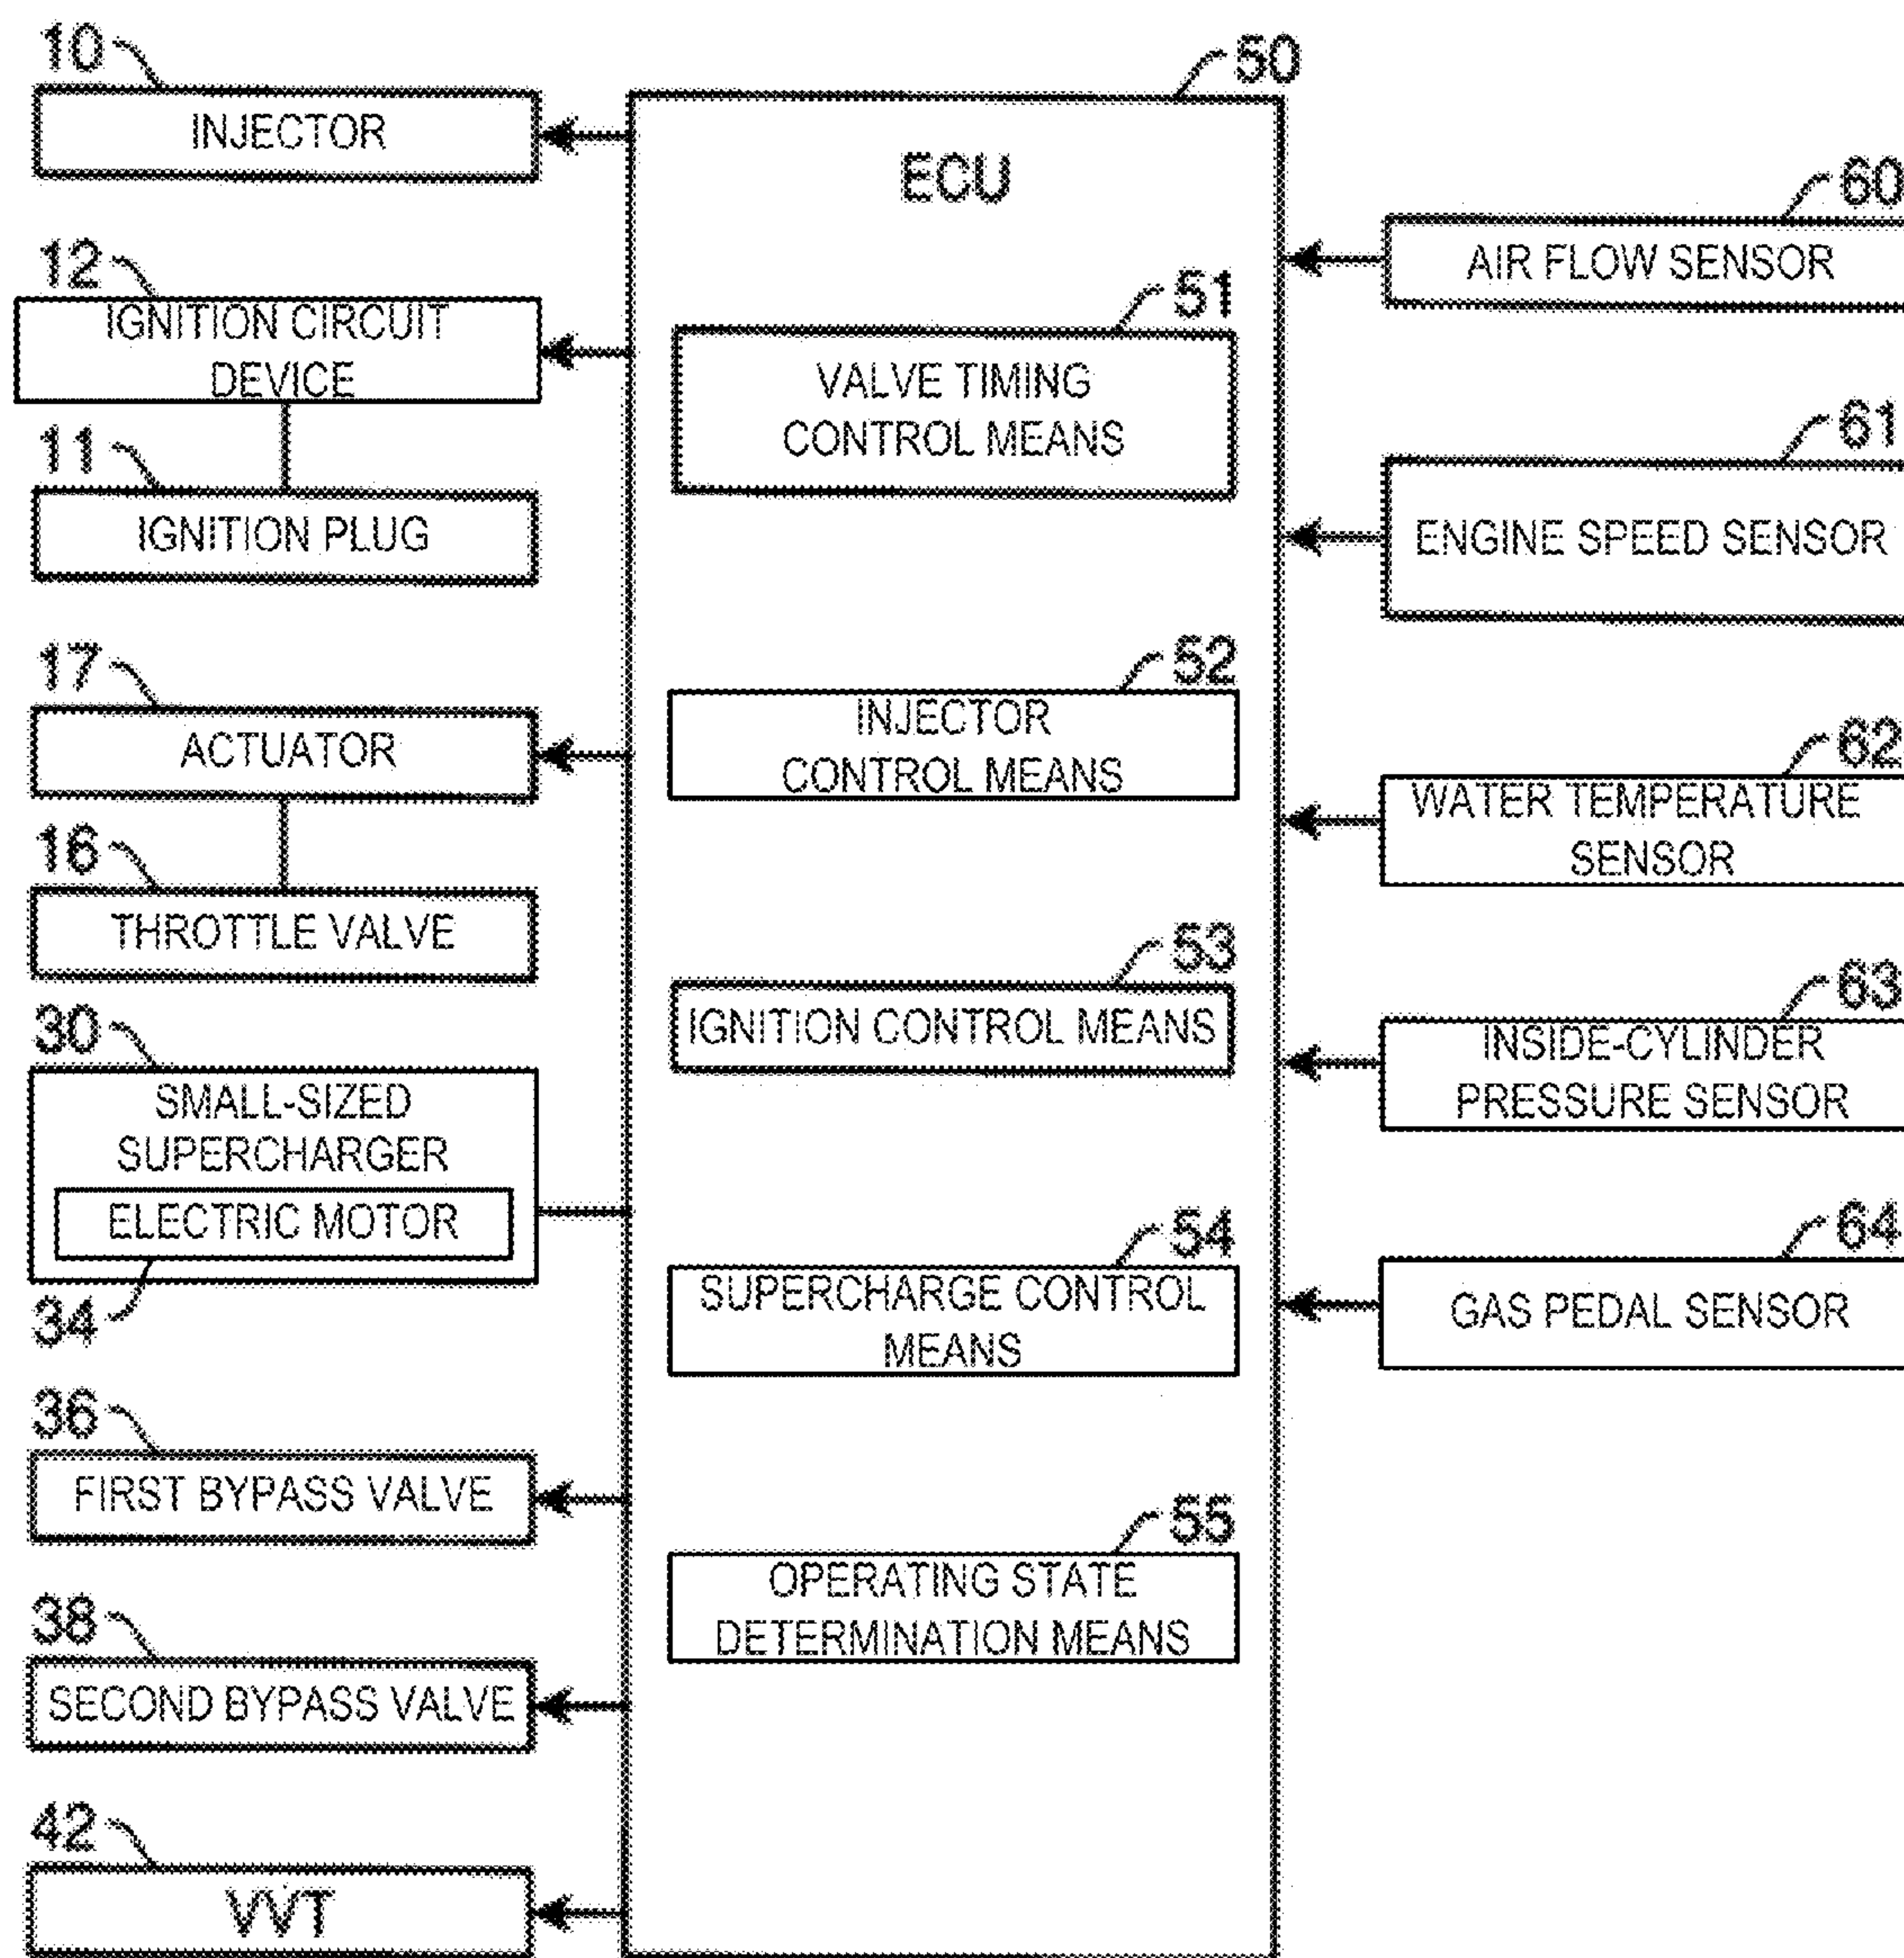 10
INJECTOR
12
IGNITION CIRCUIT
DEVICE
11
IGNITION PLUG
17
ACTUATOR
16
THROTTLE VALVE
30
SMALL-SIZED
SUPERCHARGER
ELECTRIC MOTOR
34
36
FIRST BYPASS VALVE
38
SECOND BYPASS VALVE
42
VVT
50
ECU
51
VALVE TIMING
CONTROL MEANS
52
INJECTOR
CONTROL MEANS
53
IGNITION CONTROL MEANS
54
SUPERCHARGE CONTROL
MEANS
55
OPERATING STATE
DETERMINATION MEANS
60
AIR FLOW SENSOR
61
ENGINE SPEED SENSOR
62
WATER TEMPERATURE
SENSOR
63
INSIDE-CYLINDER
PRESSURE SENSOR
64
GAS PEDAL SENSOR